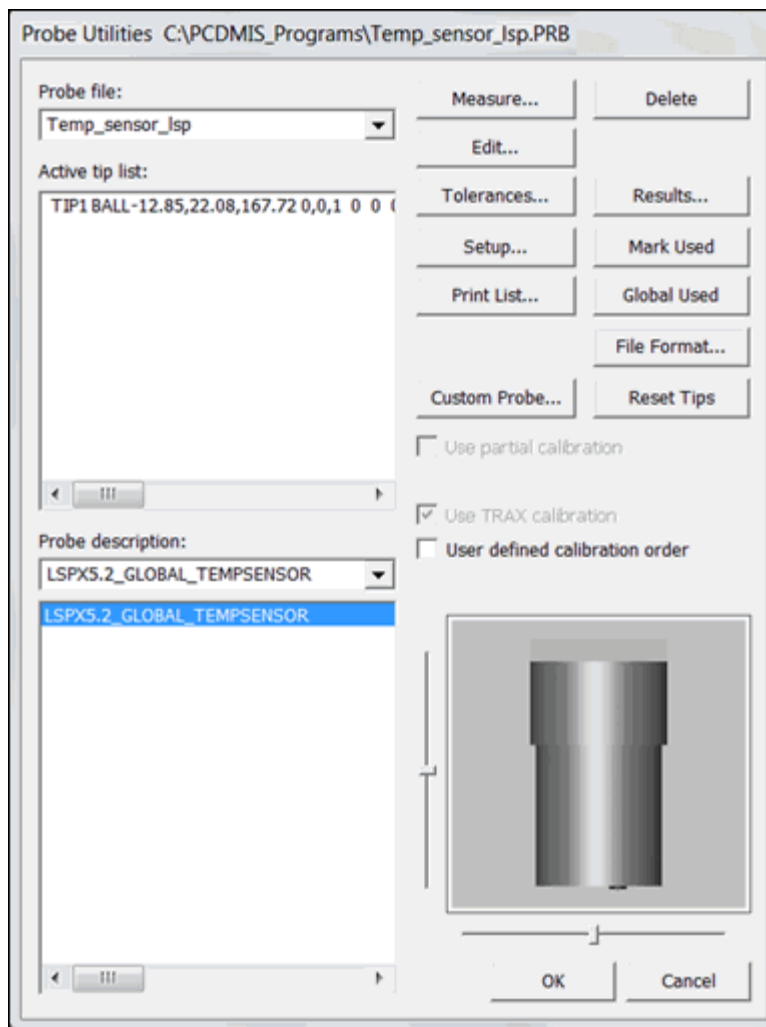 Probe Utilities C:\PCDMIS_Programs\Temp_sensor_lsp.PRB
Probe file:
Temp_sensor_lsp
Active tip list:
TIP1 BALL-12.85,22.08,167.72 0,0,1 0 0
Probe description:
LSPX5.2_GLOBAL_TEMPSENSOR
LSPX5.2_GLOBAL_TEMPSENSOR
Measure... Delete
Edit...
Tolerances... Results...
Setup... Mark Used
Print List... Global Used
File Format...
Custom Probe... Reset Tips
Use partial calibration
Use TRAX calibration
User defined calibration order
OK Cancel